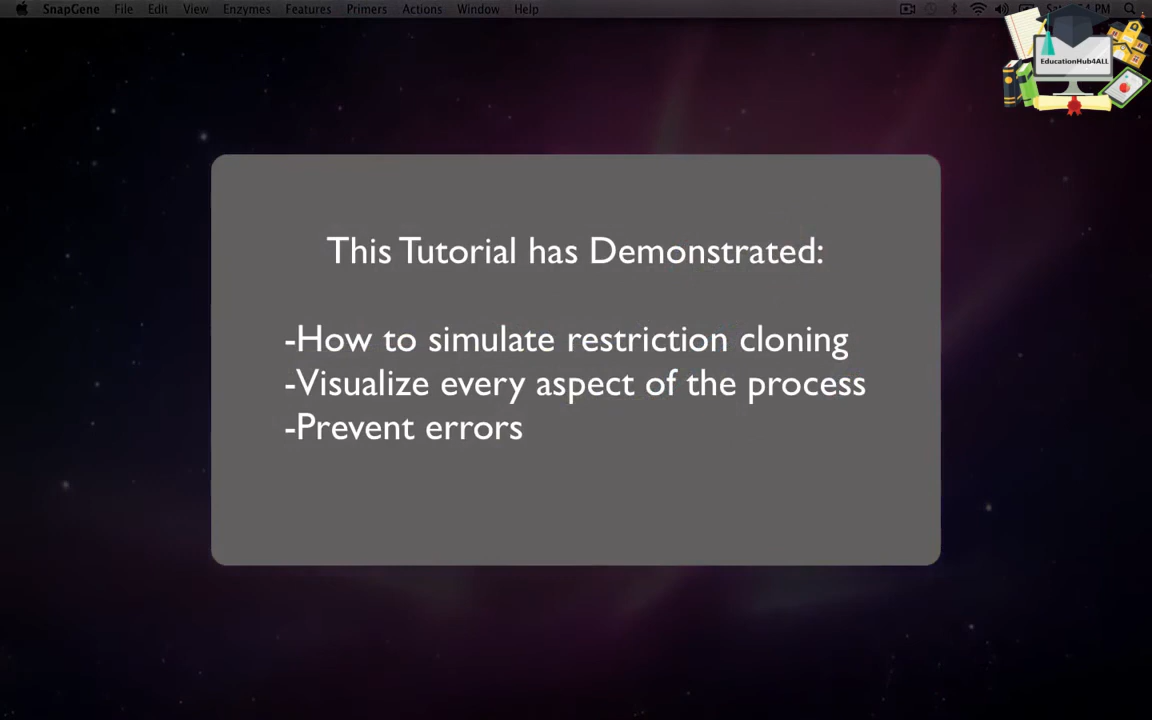 SnapGene File Edit View Enzymes Features Primers Actions Window Help
EducationHub4ALL
This Tutorial has Demonstrated:
-How to simulate restriction cloning
-Visualize every aspect of the process
-Prevent errors